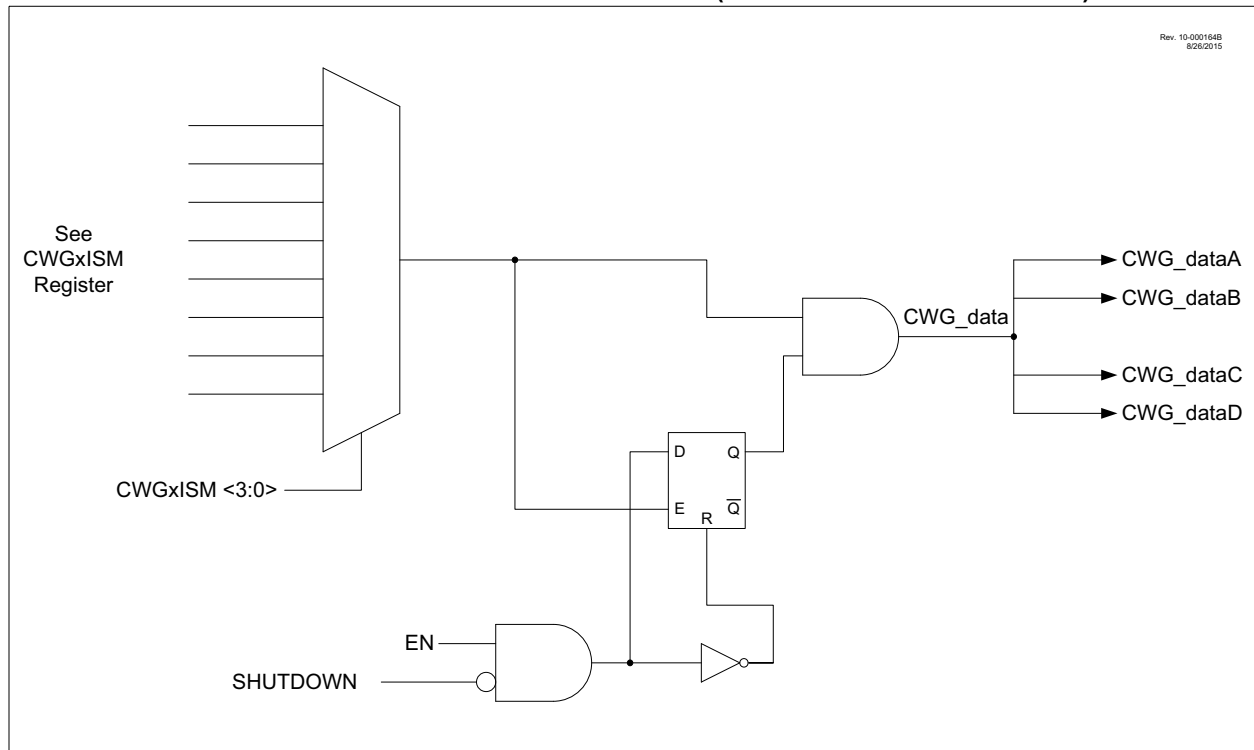 Rev. 10-000164B
8/26/2015
See
CWGxISM
Register
CWGxISM <3:0>
CWG_data
CWG_dataA
CWG_dataB
CWG_dataC
CWG_dataD
D
Q
E
Q̅
R
EN
SHUTDOWN